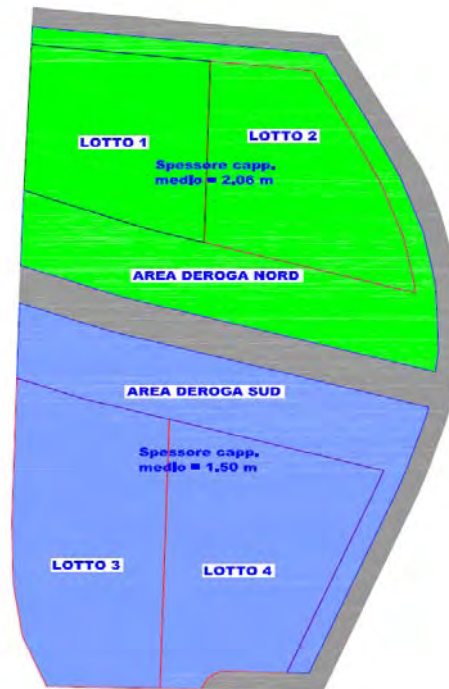 LOTTO 1
LOTTO 2
Spessore capp.
medio = 2.06 m
AREA DEROGA NORD
AREA DEROGA SUD
Spessore capp.
medio = 1.50 m
LOTTO 3
LOTTO 4